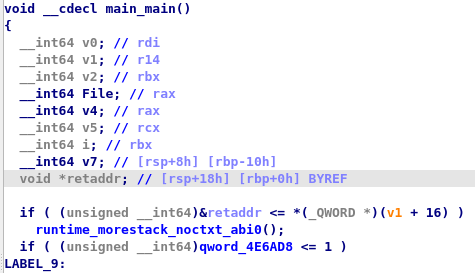 void __cdecl main_main()
{
  __int64 v0; // rdi
  __int64 v1; // r14
  __int64 v2; // rbx
  __int64 File; // rax
  __int64 v4; // rax
  __int64 v5; // rcx
  __int64 i; // rbx
  __int64 v7; // [rsp+8h] [rbp-10h]
  void *retaddr; // [rsp+18h] [rbp+0h] BYREF
  if ( (unsigned __int64)&retaddr <= *(_QWORD *)(v1 + 16) )
    runtime_morestack_noctxt_abi0();
  if ( (unsigned __int64)qword_4E6AD8 <= 1 )
LABEL_9: